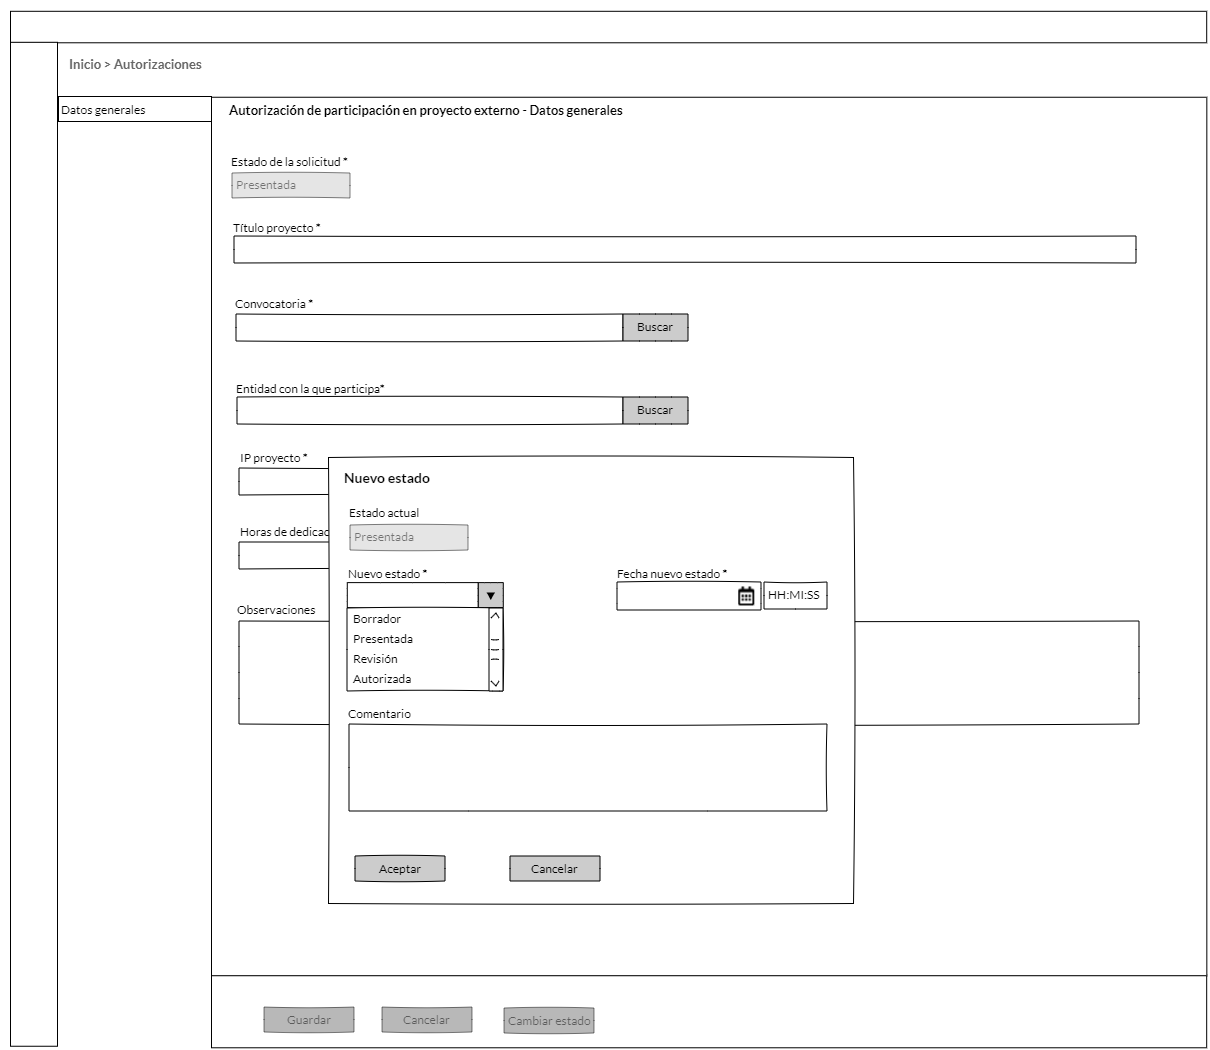 Inicio > Autorizaciones
Datos generales
Autorización de participación en proyecto externo - Datos generales
Estado de la solicitud *
Presentada
Título proyecto *
Convocatoria *
Buscar
Entidad con la que participa*
Buscar
IP proyecto *
Horas de dedicac
Observaciones
Nuevo estado
Estado actual
Presentada
Nuevo estado *
Fecha nuevo estado *
HH:MI:SS
Borrador
Presentada
Revisión
Autorizada
Comentario
Aceptar
Cancelar
Guardar
Cancelar
Cambiar estado